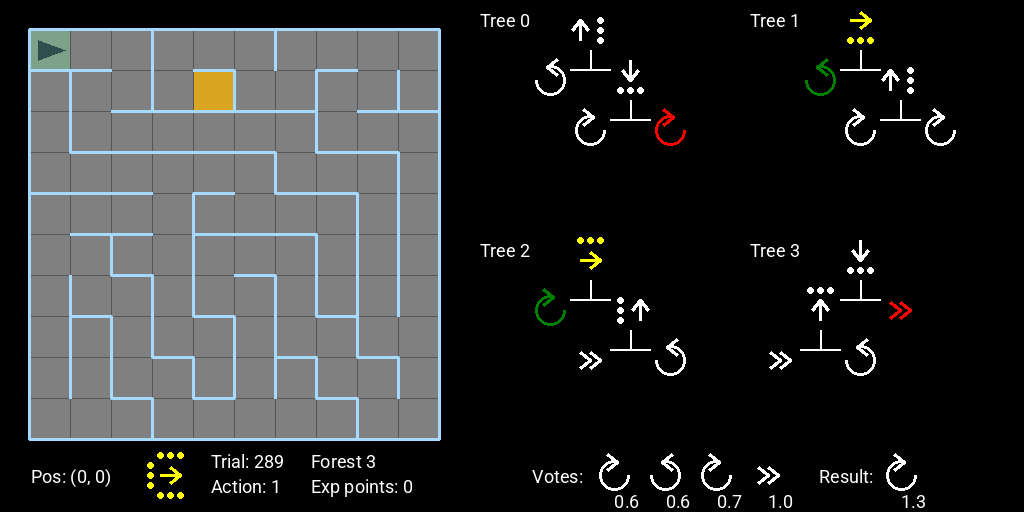 Tree 0
Tree 1
Tree 2
Tree 3
Pos: (0, 0)
Trial: 289
Forest 3
Action: 1
Exp points: 0
Votes:
0.6
0.6
0.7
1.0
Result:
1.3